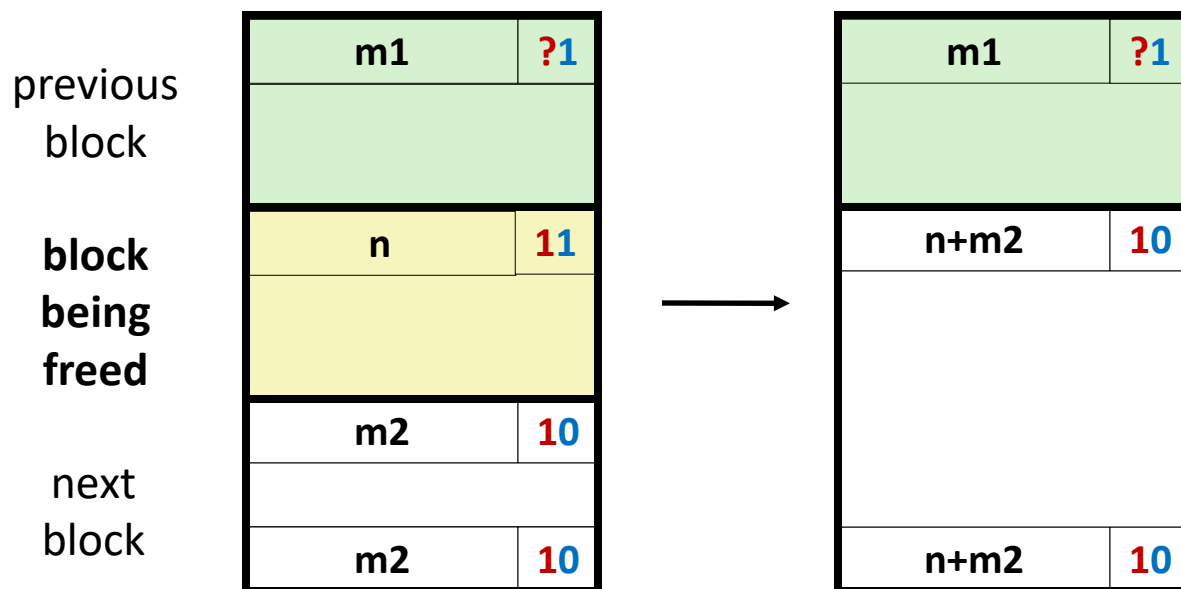 m1 ?1
previous
block
n 11
block
being
freed
m2 10
next
block
m2 10
m1 ?1
n+m2 10
n+m2 10